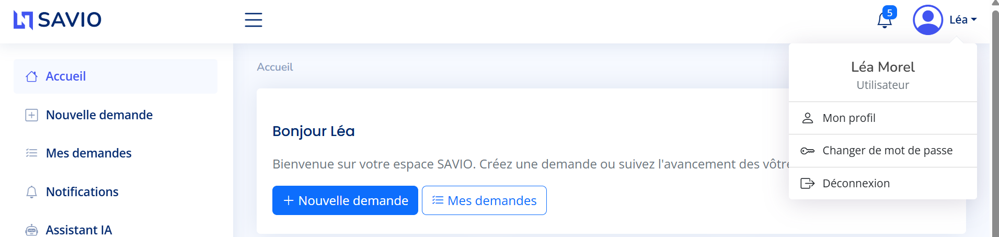 SAVIO
5
Léa
Accueil
Nouvelle demande
Mes demandes
Notifications
Assistant IA
Accueil
Bonjour Léa
Bienvenue sur votre espace SAVIO. Créez une demande ou suivez l'avancement des vôtre
Nouvelle demande
Mes demandes
Léa Morel
Utilisateur
Mon profil
Changer de mot de passe
Déconnexion